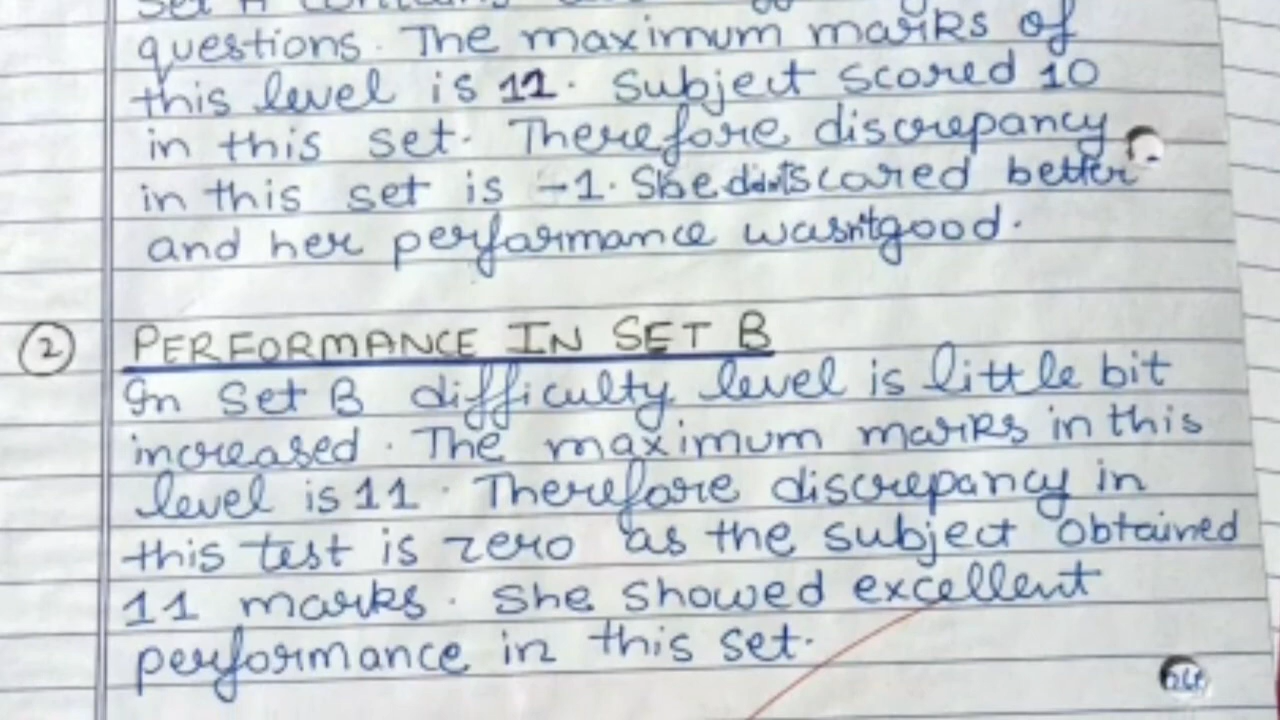 Set A contains
questions. The maximum marks of
this level is 11. Subject scored 10
in this set. Therefore discrepancy
in this set is -1. She didn't scored better
and her performance wasn't good.
2 PERFORMANCE IN SET B
In Set B difficulty level is little bit
increased. The maximum marks in this
level is 11. Therefore discrepancy in
this test is zero as the subject obtained
11 marks. She showed excellent
performance in this set.